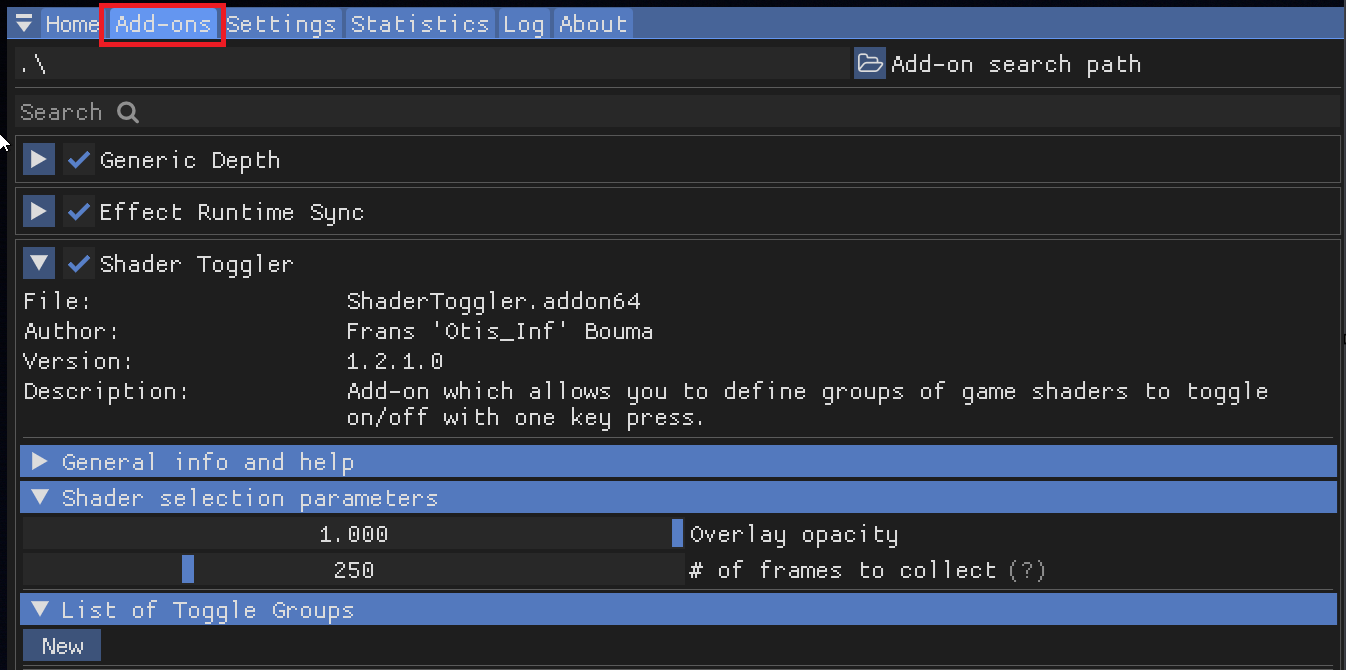 Home Add-ons Settings Statistics Log About
.\ Add-on search path
Search
Generic Depth
Effect Runtime Sync
Shader Toggler
File: ShaderToggler.addon64
Author: Frans 'Otis_Inf' Bouma
Version: 1.2.1.0
Description: Add-on which allows you to define groups of game shaders to toggle
on/off with one key press.
General info and help
Shader selection parameters
1.000 Overlay opacity
250 # of frames to collect (?)
List of Toggle Groups
New